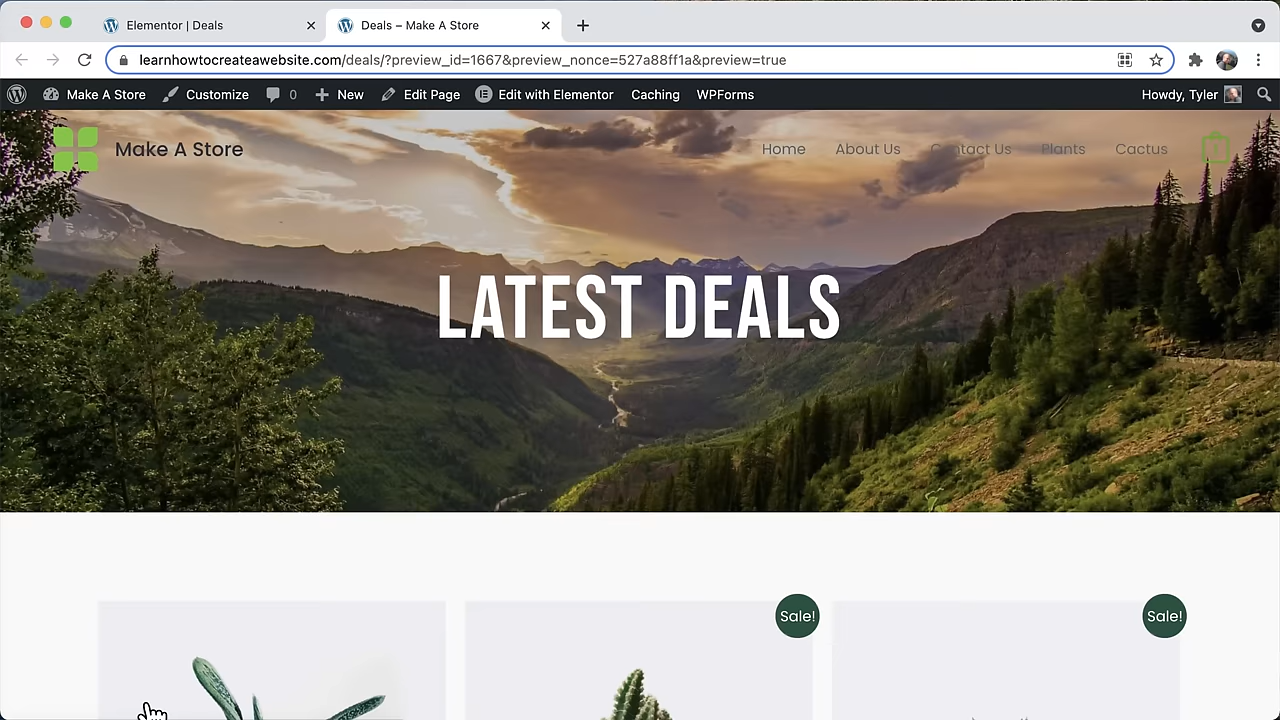 Elementor | Deals
Deals – Make A Store
learnhowtocreateawebsite.com/deals/?preview_id=1667&preview_nonce=527a88ff1a&preview=true
Make A Store
Customize
0
New
Edit Page
Edit with Elementor
Caching
WPForms
Howdy, Tyler
Make A Store
Home
About Us
Contact Us
Plants
Cactus
1
LATEST DEALS
Sale!
Sale!